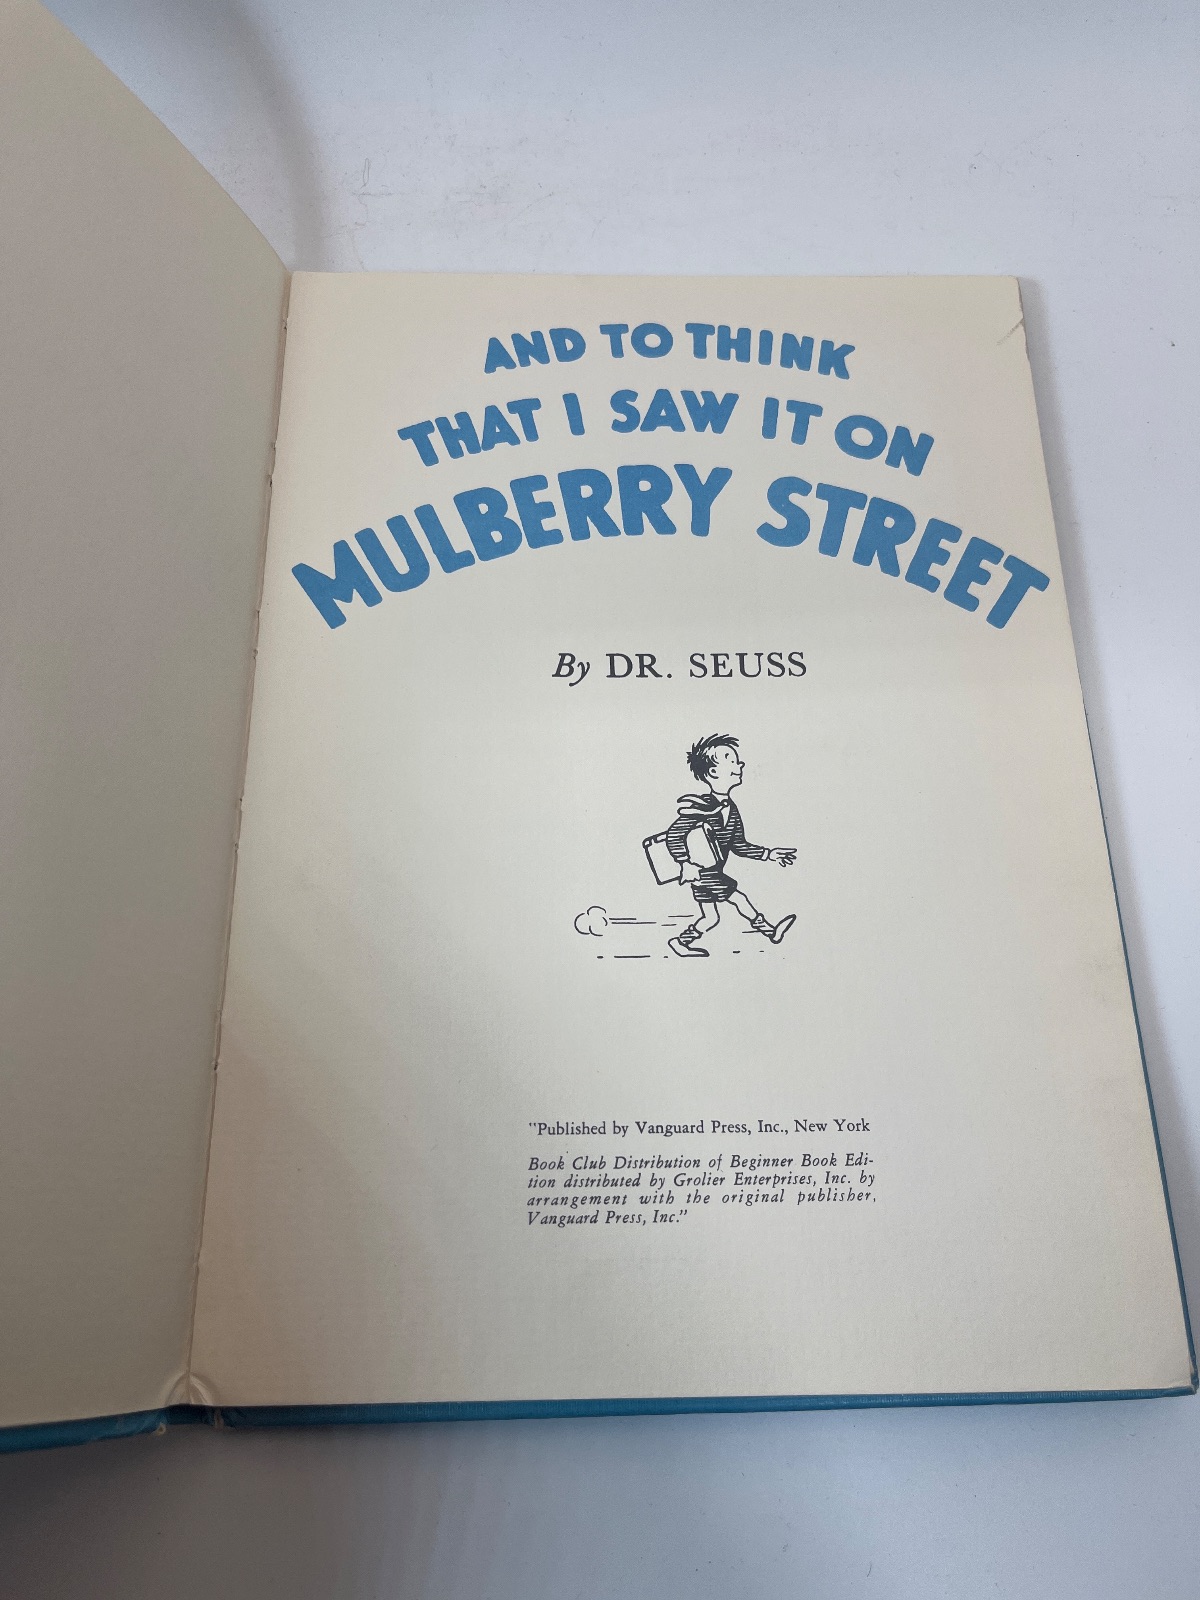 AND TO THINK
THAT I SAW IT ON
MULBERRY STREET
By DR. SEUSS
"Published by Vanguard Press, Inc., New York
Book Club Distribution of Beginner Book Edi-
tion distributed by Grolier Enterprises, Inc. by
arrangement with the original publisher,
Vanguard Press, Inc."